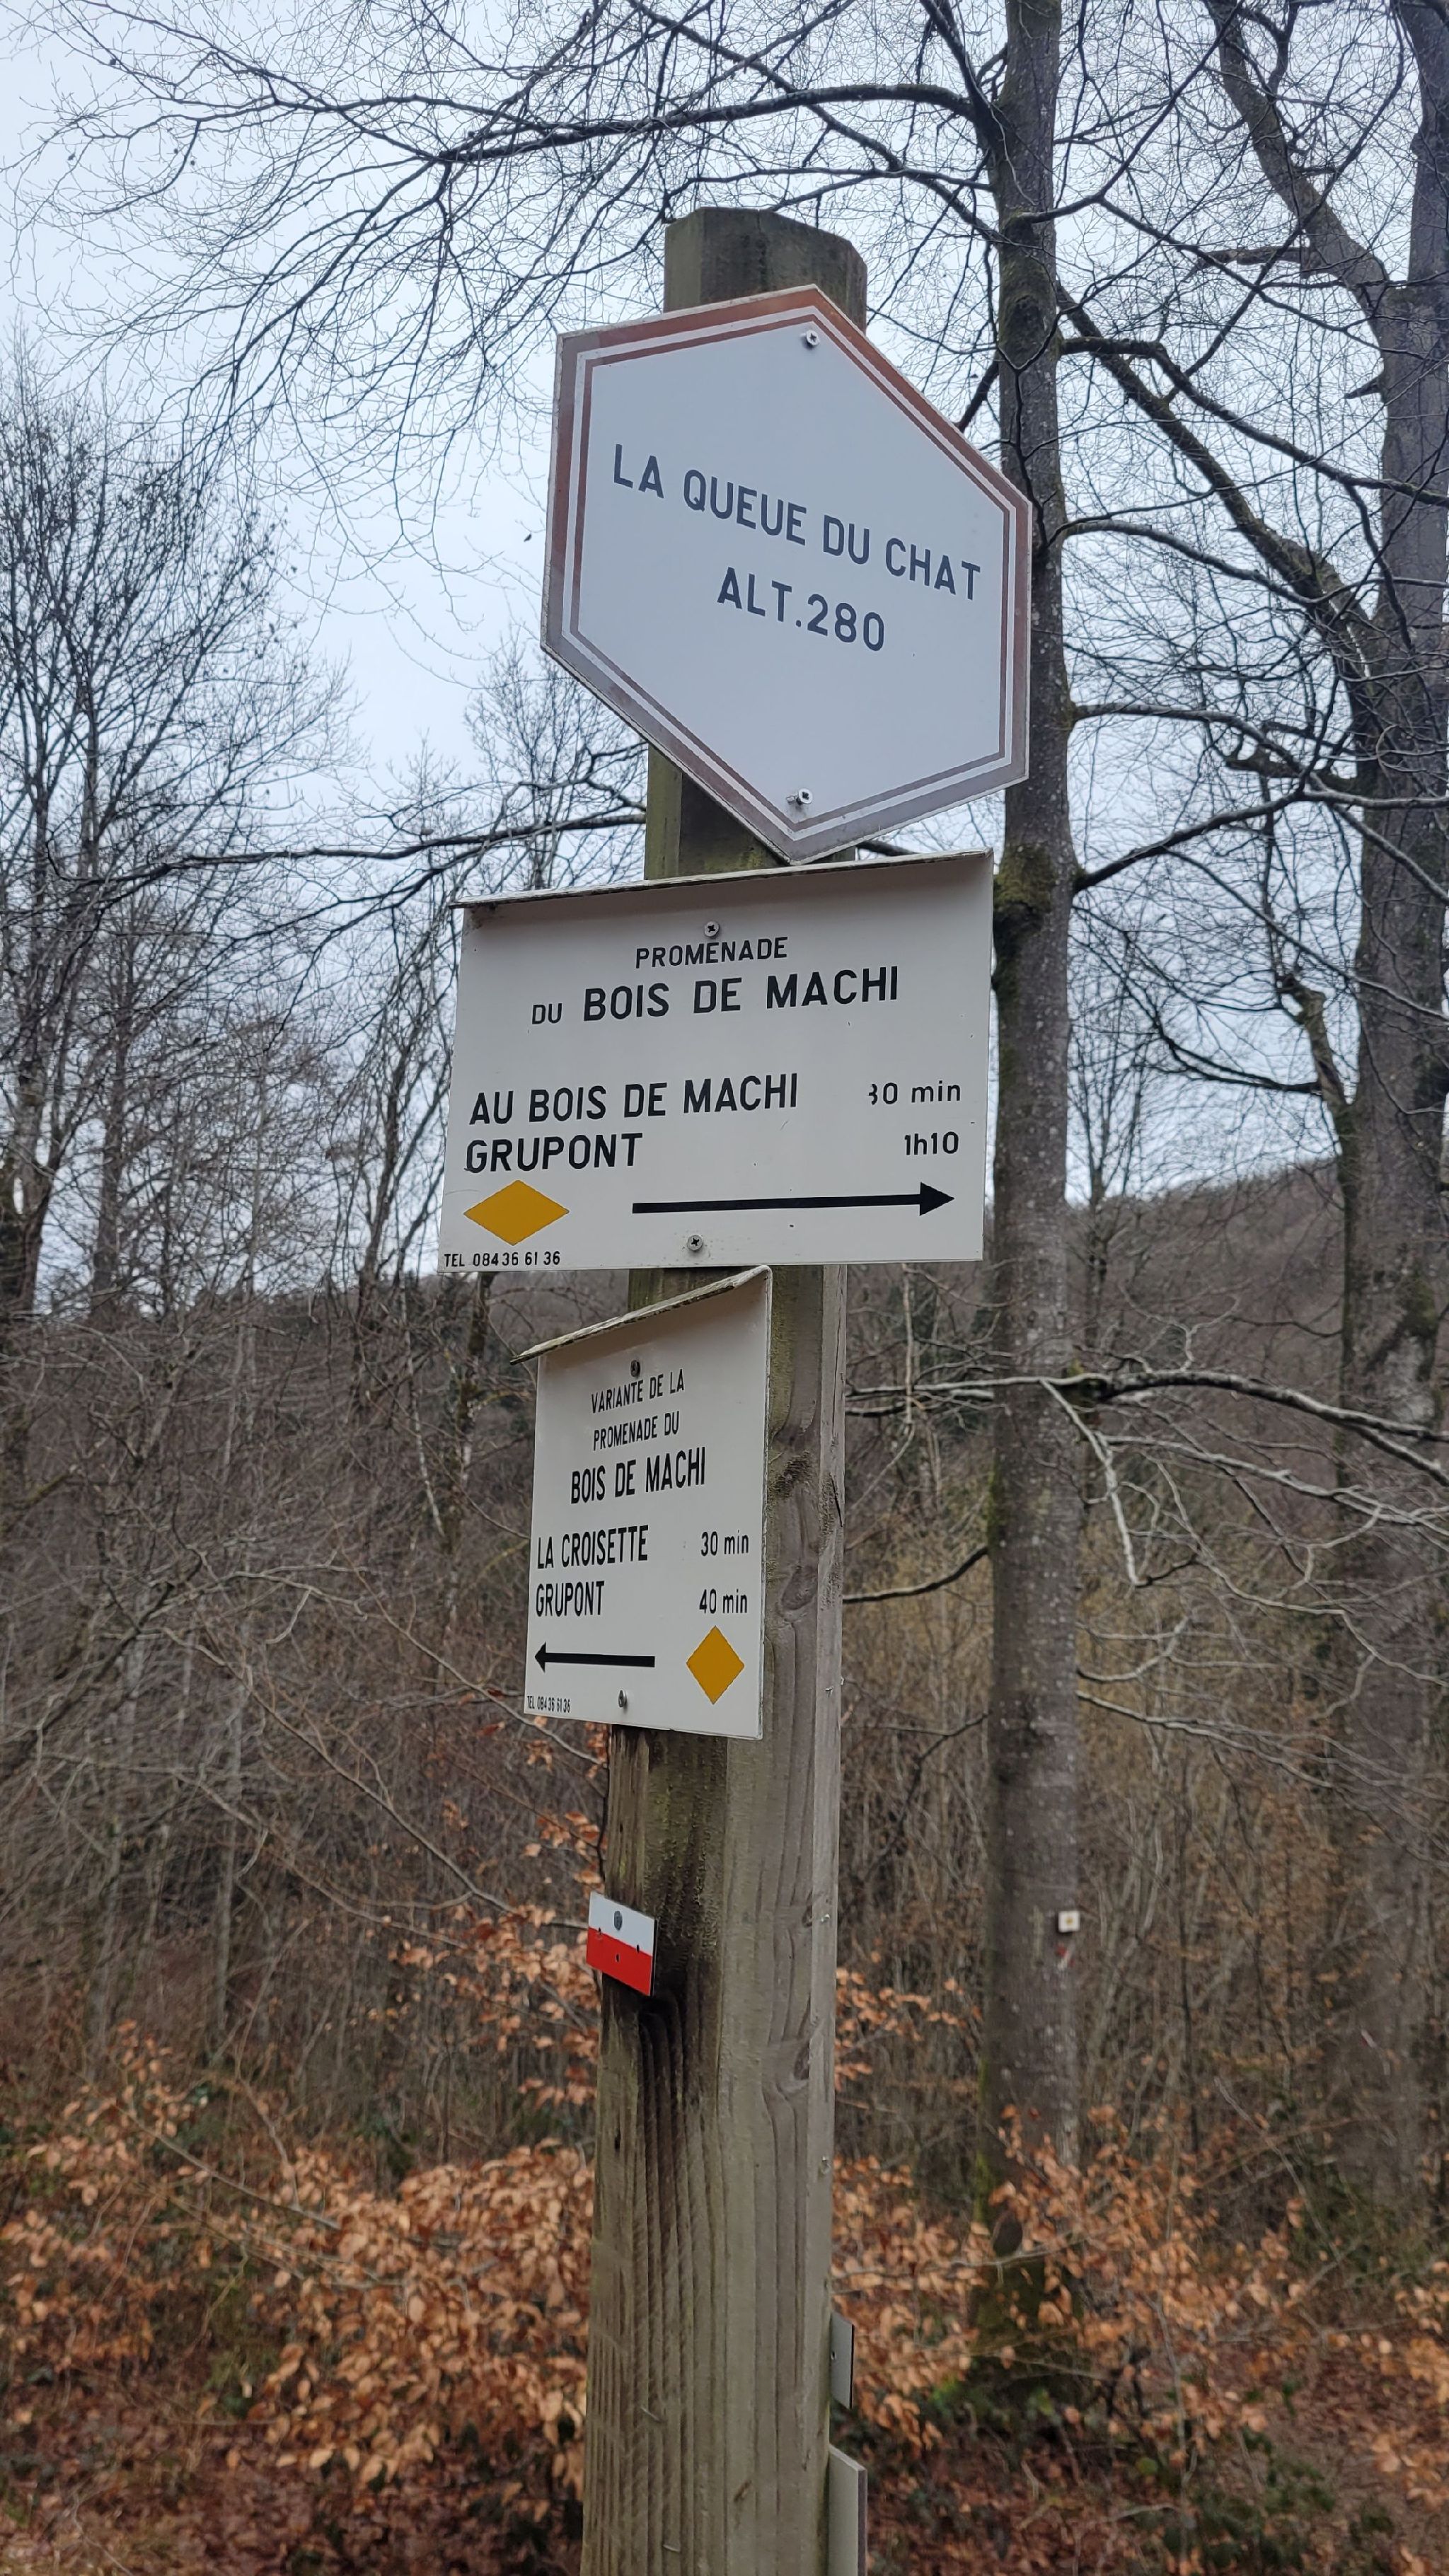 LA QUEUE DU CHAT
ALT.280
PROMENADE
DU BOIS DE MACHI
AU BOIS DE MACHI 30 min
GRUPONT 1h10
TEL 084 36 61 36
VARIANTE DE LA
PROMENADE DU
BOIS DE MACHI
LA CROISETTE 30 min
GRUPONT 40 min
TEL 084 36 61 36